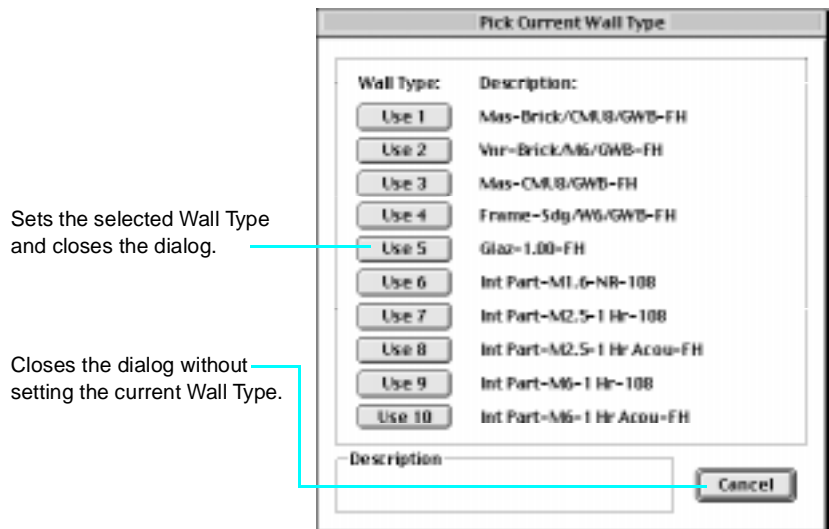 Pick Current Wall Type
Wall Type: Description:
Use 1 Mas-Brick/CMU8/GWB-FH
Use 2 Vnr-Brick/M6/GWB-FH
Use 3 Mas-CMU8/GWB-FH
Use 4 Frame-Sdg/W6/GWB-FH
Sets the selected Wall Type
and closes the dialog.
Use 5 Glaz-1.00-FH
Use 6 Int Part-M1.6-NR-108
Use 7 Int Part-M2.5-1 Hr-108
Use 8 Int Part-M2.5-1 Hr Acou-FH
Closes the dialog without
setting the current Wall Type.
Use 9 Int Part-M6-1 Hr-108
Use 10 Int Part-M6-1 Hr Acou-FH
Description
Cancel